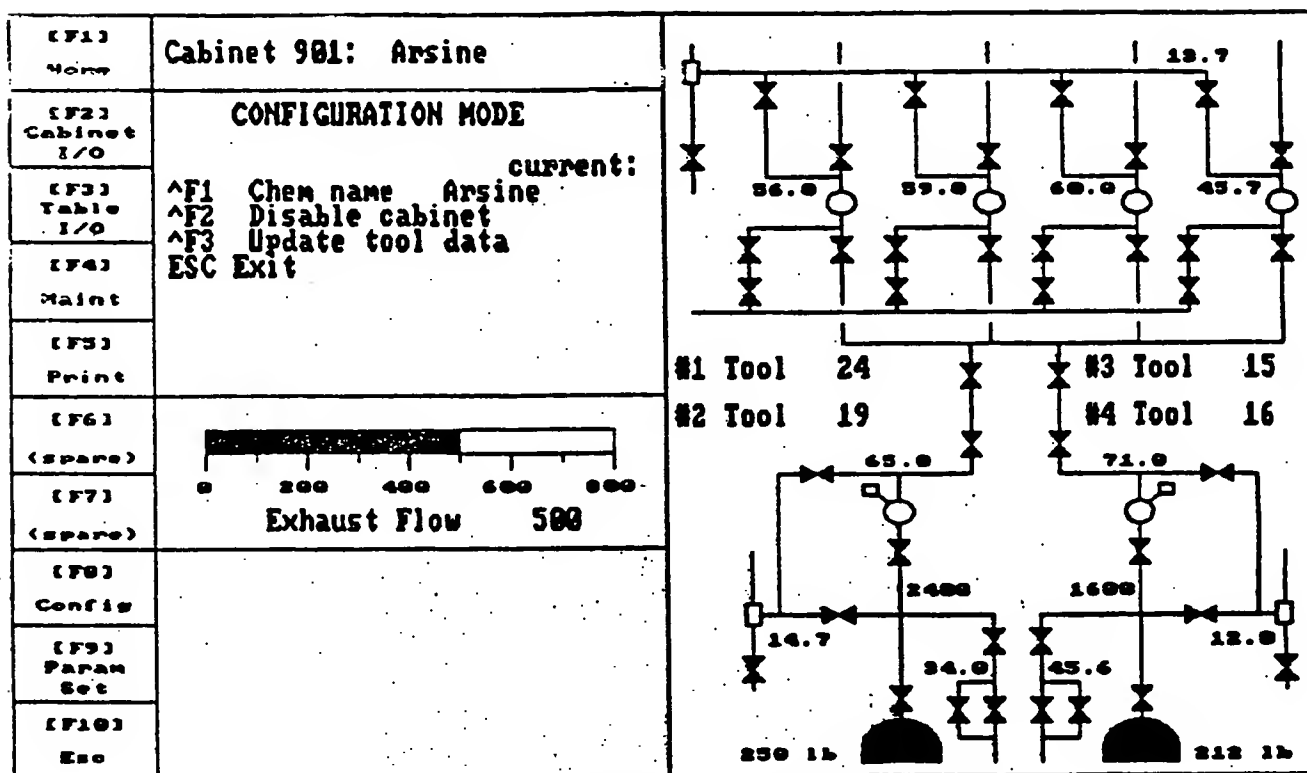 [F1]
Home
[F2]
Cabinet
I/O
[F3]
Table
I/O
[F4]
Maint
[F5]
Print
[F6]
(spare)
[F7]
(spare)
[F8]
Config
[F9]
Param
Set
[F10]
Esc
Cabinet 901: Arsine
CONFIGURATION MODE
current:
^F1 Chem name Arsine
^F2 Disable cabinet
^F3 Update tool data
ESC Exit
0 200 400 600 800
Exhaust Flow 500
13.7
56.0 59.0 60.0 45.7
#1 Tool 24 #3 Tool 15
#2 Tool 19 #4 Tool 16
65.0 71.0
2400 1600
14.7 12.8
34.0 45.6
250 lb 212 lb